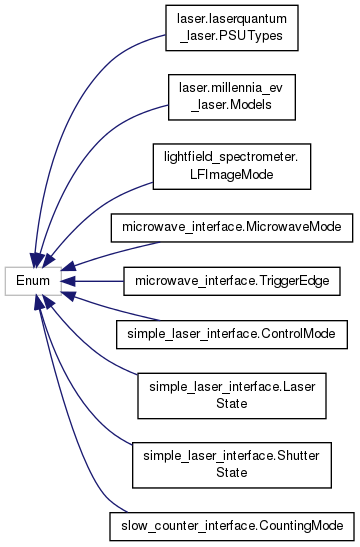 laser.laserquantum
_laser.PSUTypes
laser.millennia_ev
_laser.Models
lightfield_spectrometer.
LFImageMode
microwave_interface.MicrowaveMode
Enum
microwave_interface.TriggerEdge
simple_laser_interface.ControlMode
simple_laser_interface.Laser
State
simple_laser_interface.Shutter
State
slow_counter_interface.CountingMode